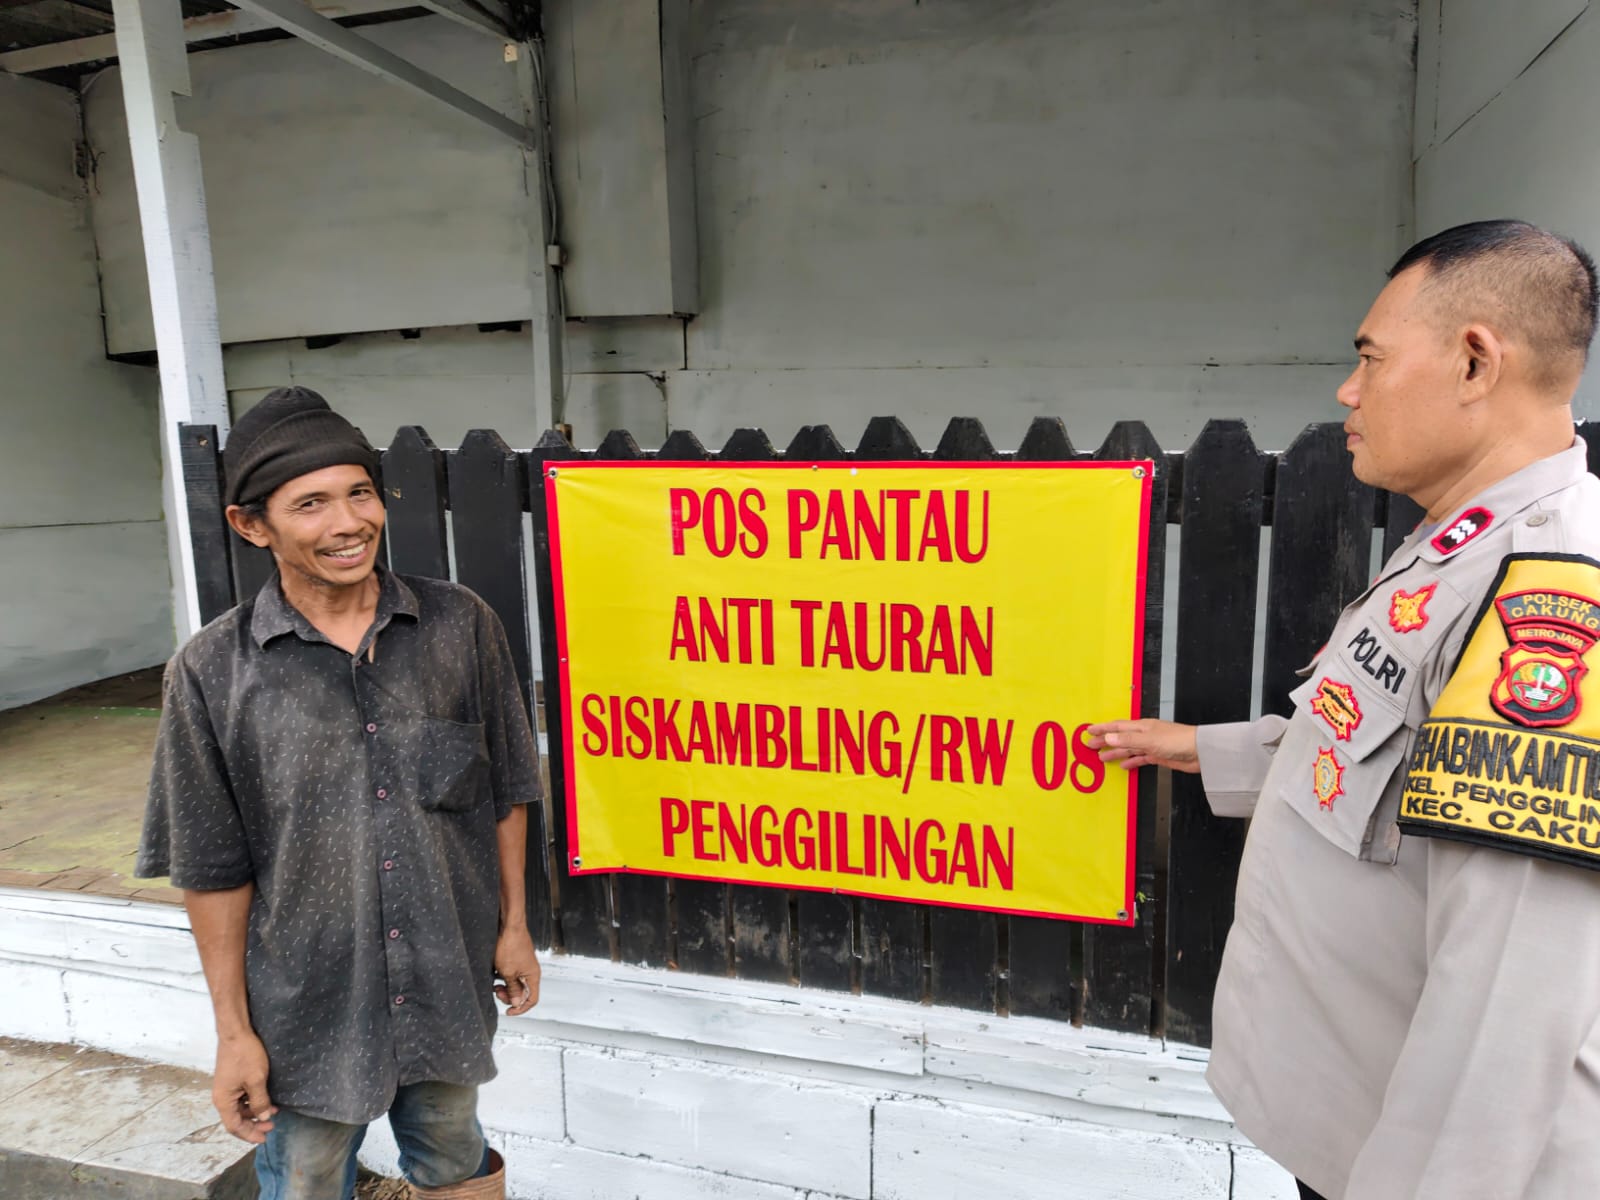 POS PANTAU
ANTI TAURAN
SISKAMBLING/RW 08
PENGGILINGAN
POLRI
POLSEK
CAKUNG
METRO JAYA
KEL. PENGGILIN
KEC. CAKU